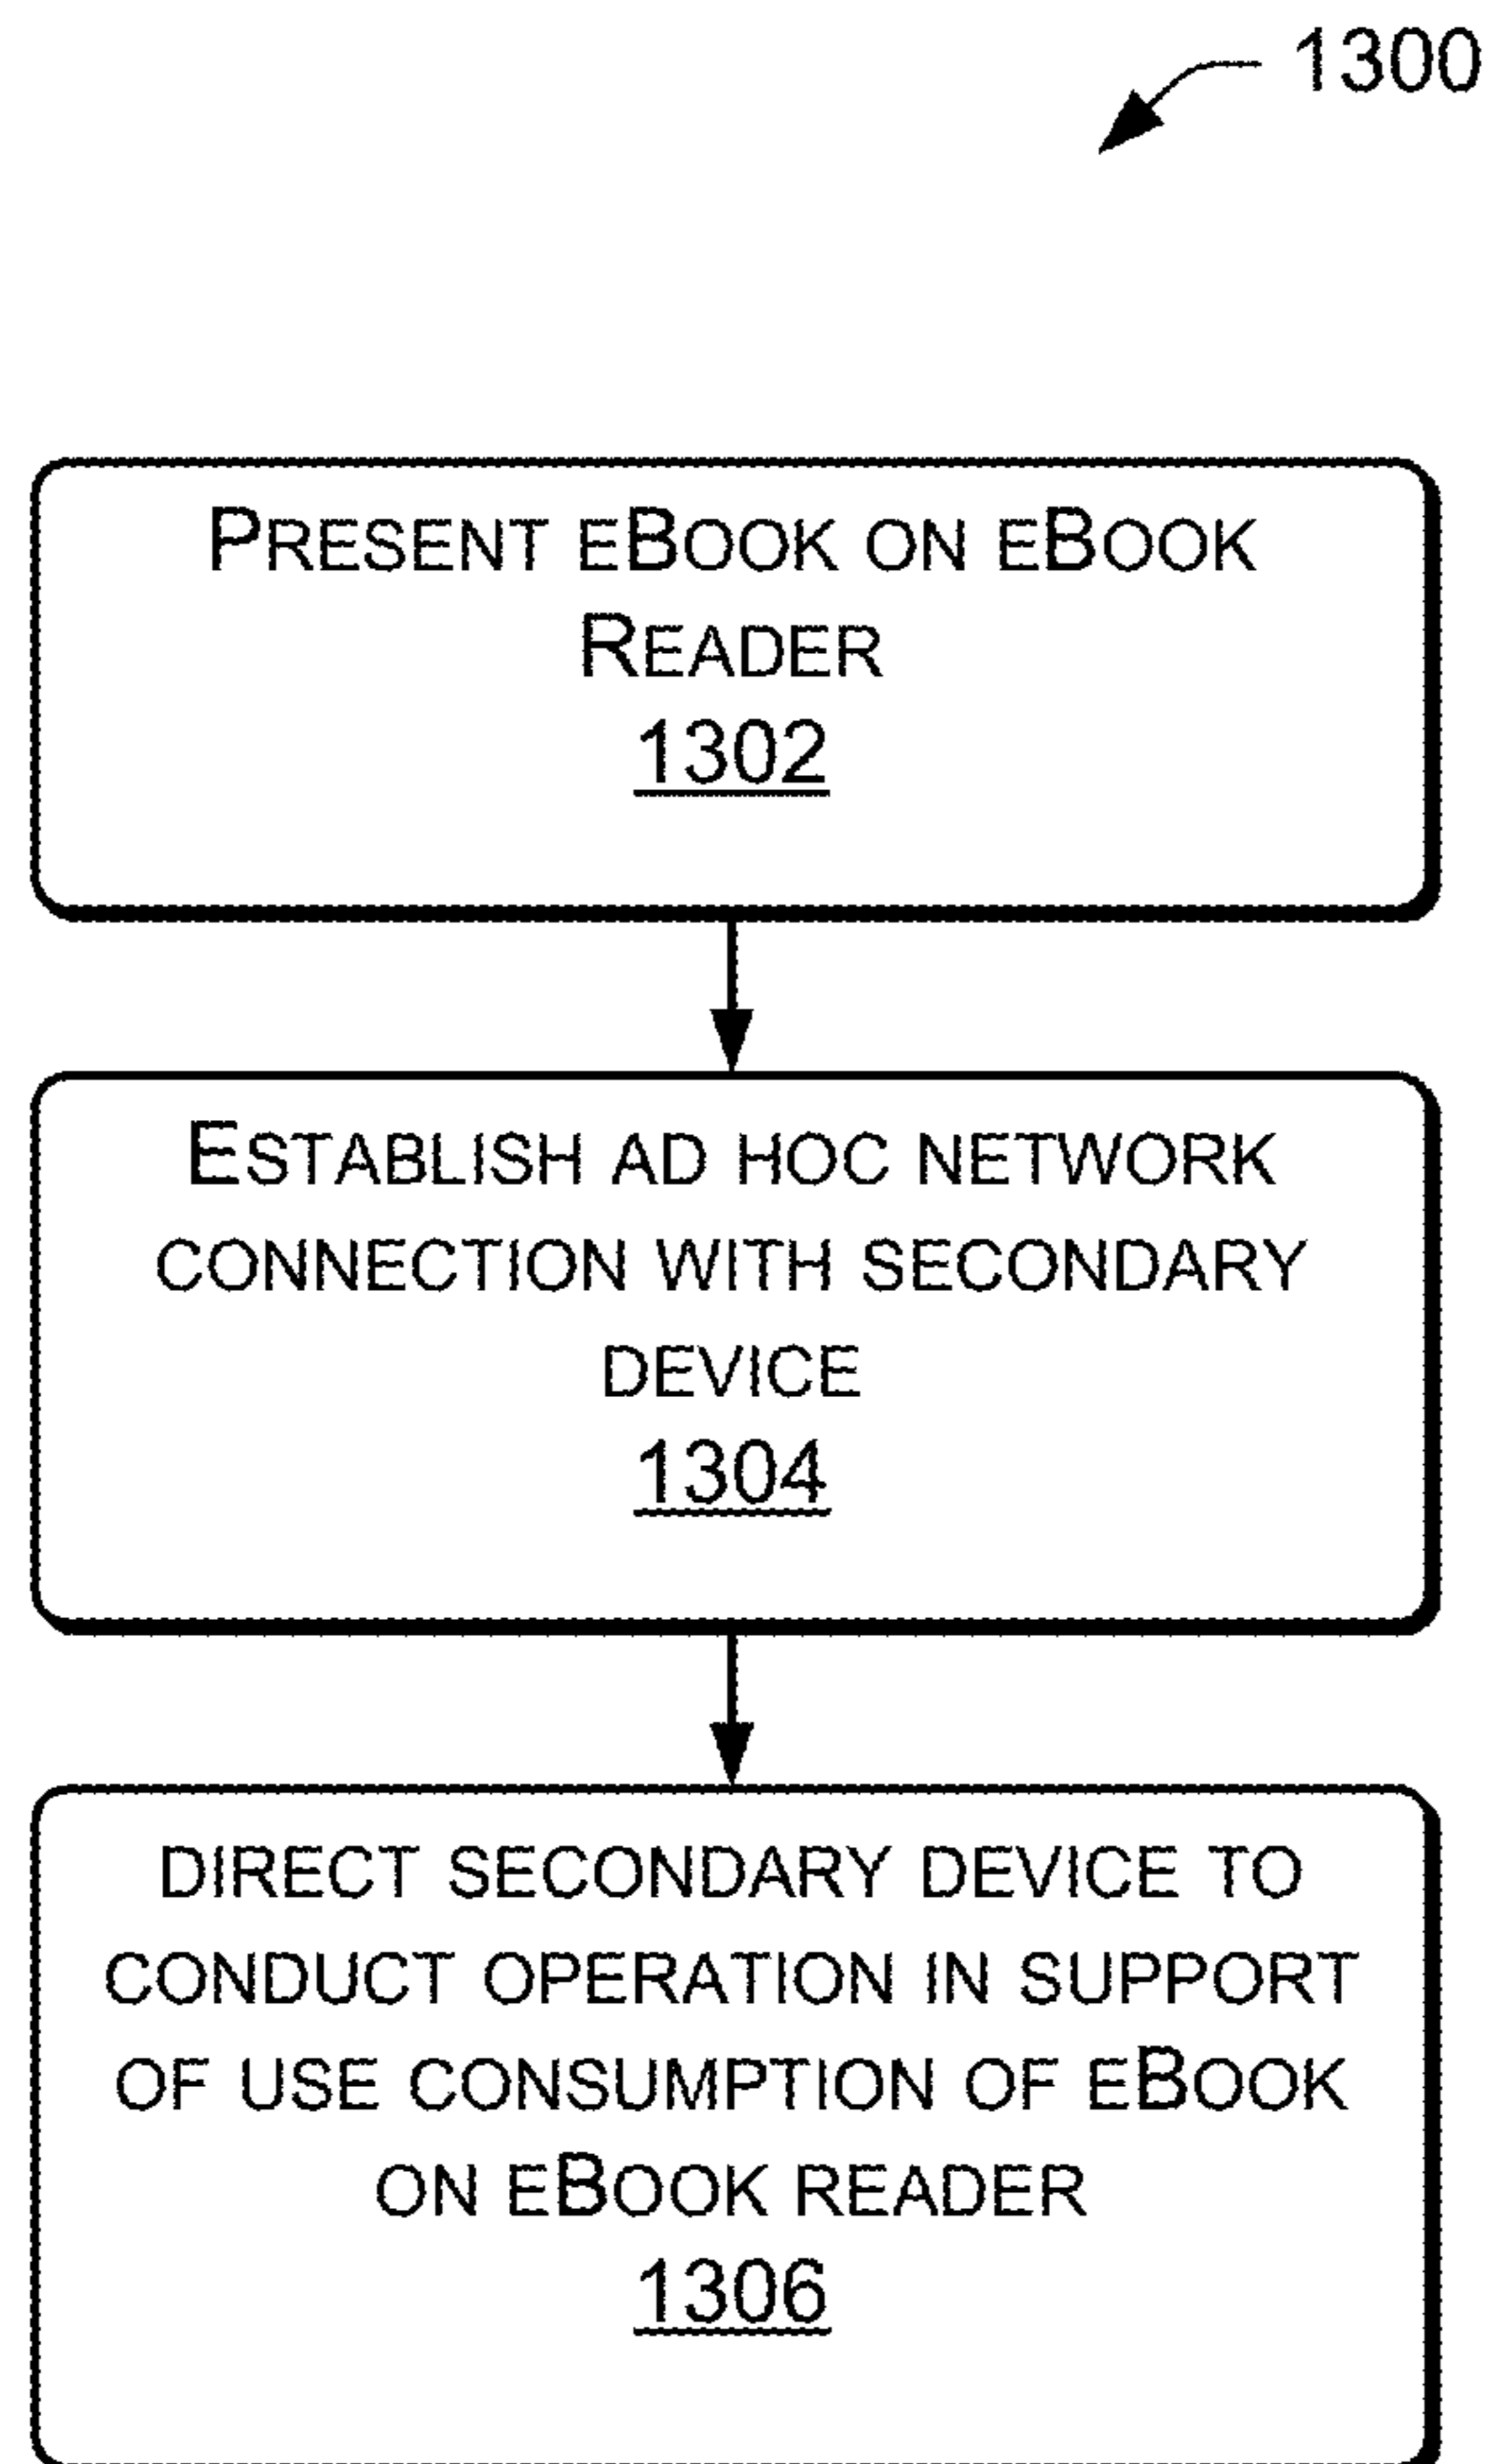 1300
PRESENT EBOOK ON EBOOK
READER
1302
ESTABLISH AD HOC NETWORK
CONNECTION WITH SECONDARY
DEVICE
1304
DIRECT SECONDARY DEVICE TO
CONDUCT OPERATION IN SUPPORT
OF USE CONSUMPTION OF EBOOK
ON EBOOK READER
1306